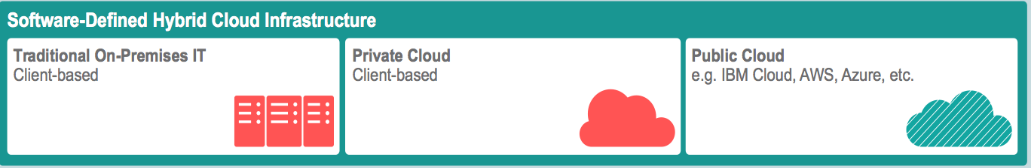 Software-Defined Hybrid Cloud Infrastructure
Traditional On-Premises IT
Client-based
Private Cloud
Client-based
Public Cloud
e.g. IBM Cloud, AWS, Azure, etc.